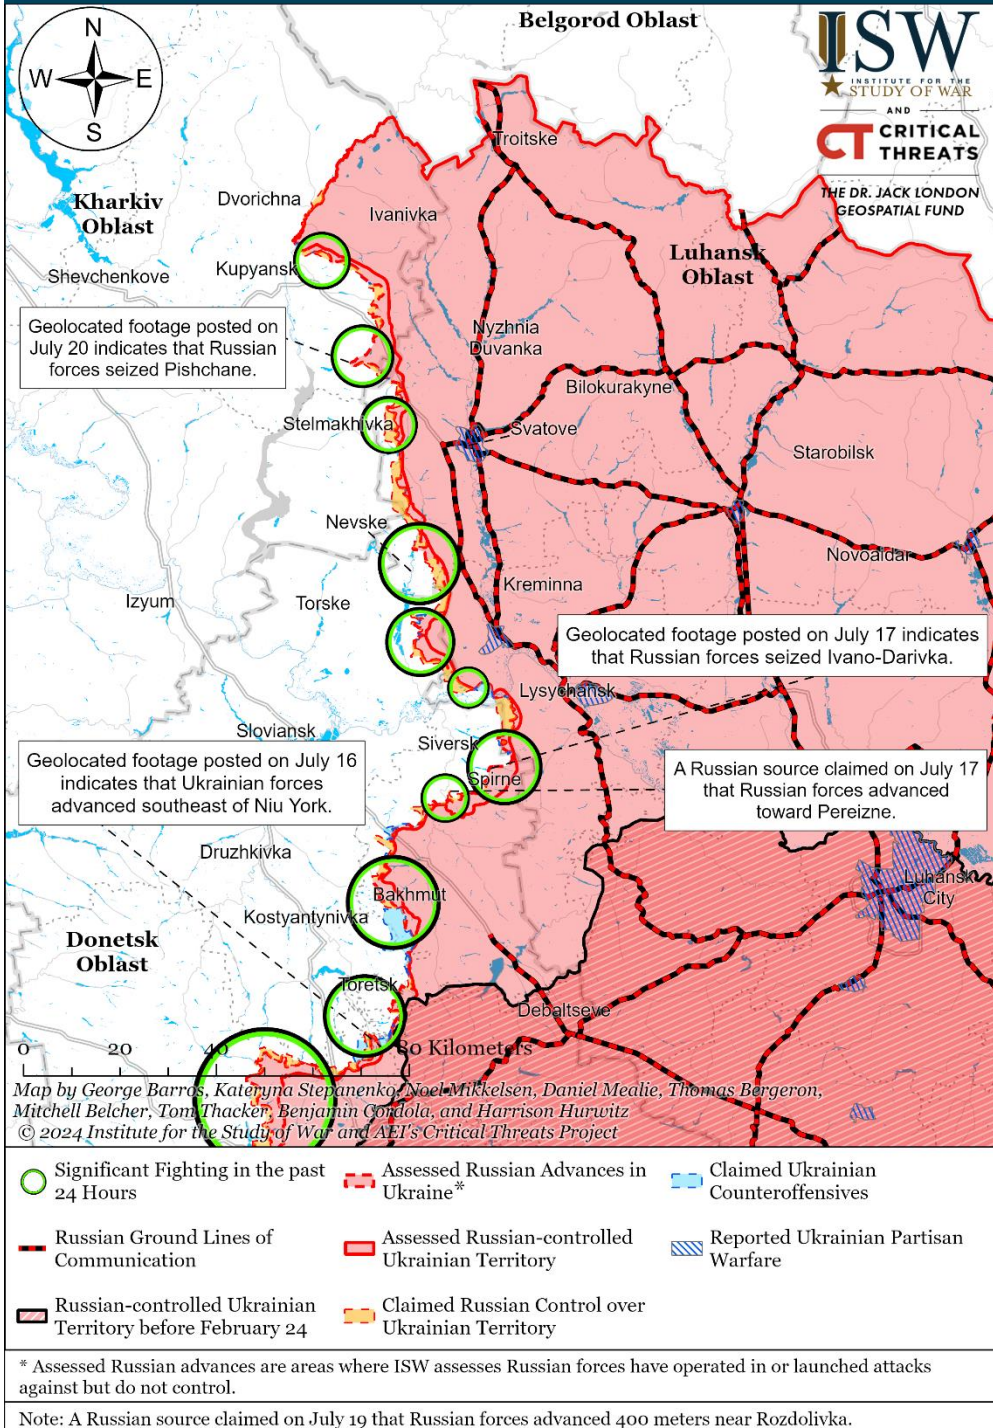 Belgorod Oblast
N
W
E
S
ISW
INSTITUTE FOR THE
STUDY OF WAR
AND
CT CRITICAL
THREATS
THE DR. JACK LONDON
GEOSPATIAL FUND
Troitske
Dvorichna
Kharkiv
Oblast
Ivanivka
Luhansk
Oblast
Shevchenkove
Kupyansk
Geolocated footage posted on
July 20 indicates that Russian
forces seized Pishchane.
Nyzhnia
Duvanka
Bilokurakyne
Stelmakhivka
Svatove
Starobilsk
Nevske
Novoaidar
Kreminna
Izyum
Torske
Geolocated footage posted on July 17 indicates
that Russian forces seized Ivano-Darivka.
Lysychansk
Sloviansk
Siversk
Geolocated footage posted on July 16
indicates that Ukrainian forces
advanced southeast of Niu York.
Spirne
A Russian source claimed on July 17
that Russian forces advanced
toward Pereizne.
Druzhkivka
Bakhmut
Luhansk
City
Kostyantynivka
Donetsk
Oblast
Toretsk
Debaltseve
0 20 40 80 Kilometers
Map by George Barros, Kateryna Stepanenko, Noel Mikkelsen, Daniel Mealie, Thomas Bergeron,
Mitchell Belcher, Tom Thacker, Benjamin Cordola, and Harrison Hurwitz
© 2024 Institute for the Study of War and AEI's Critical Threats Project
Significant Fighting in the past
24 Hours
Assessed Russian Advances in
Ukraine*
Claimed Ukrainian
Counteroffensives
Russian Ground Lines of
Communication
Assessed Russian-controlled
Ukrainian Territory
Reported Ukrainian Partisan
Warfare
Russian-controlled Ukrainian
Territory before February 24
Claimed Russian Control over
Ukrainian Territory
* Assessed Russian advances are areas where ISW assesses Russian forces have operated in or launched attacks
against but do not control.
Note: A Russian source claimed on July 19 that Russian forces advanced 400 meters near Rozdolivka.